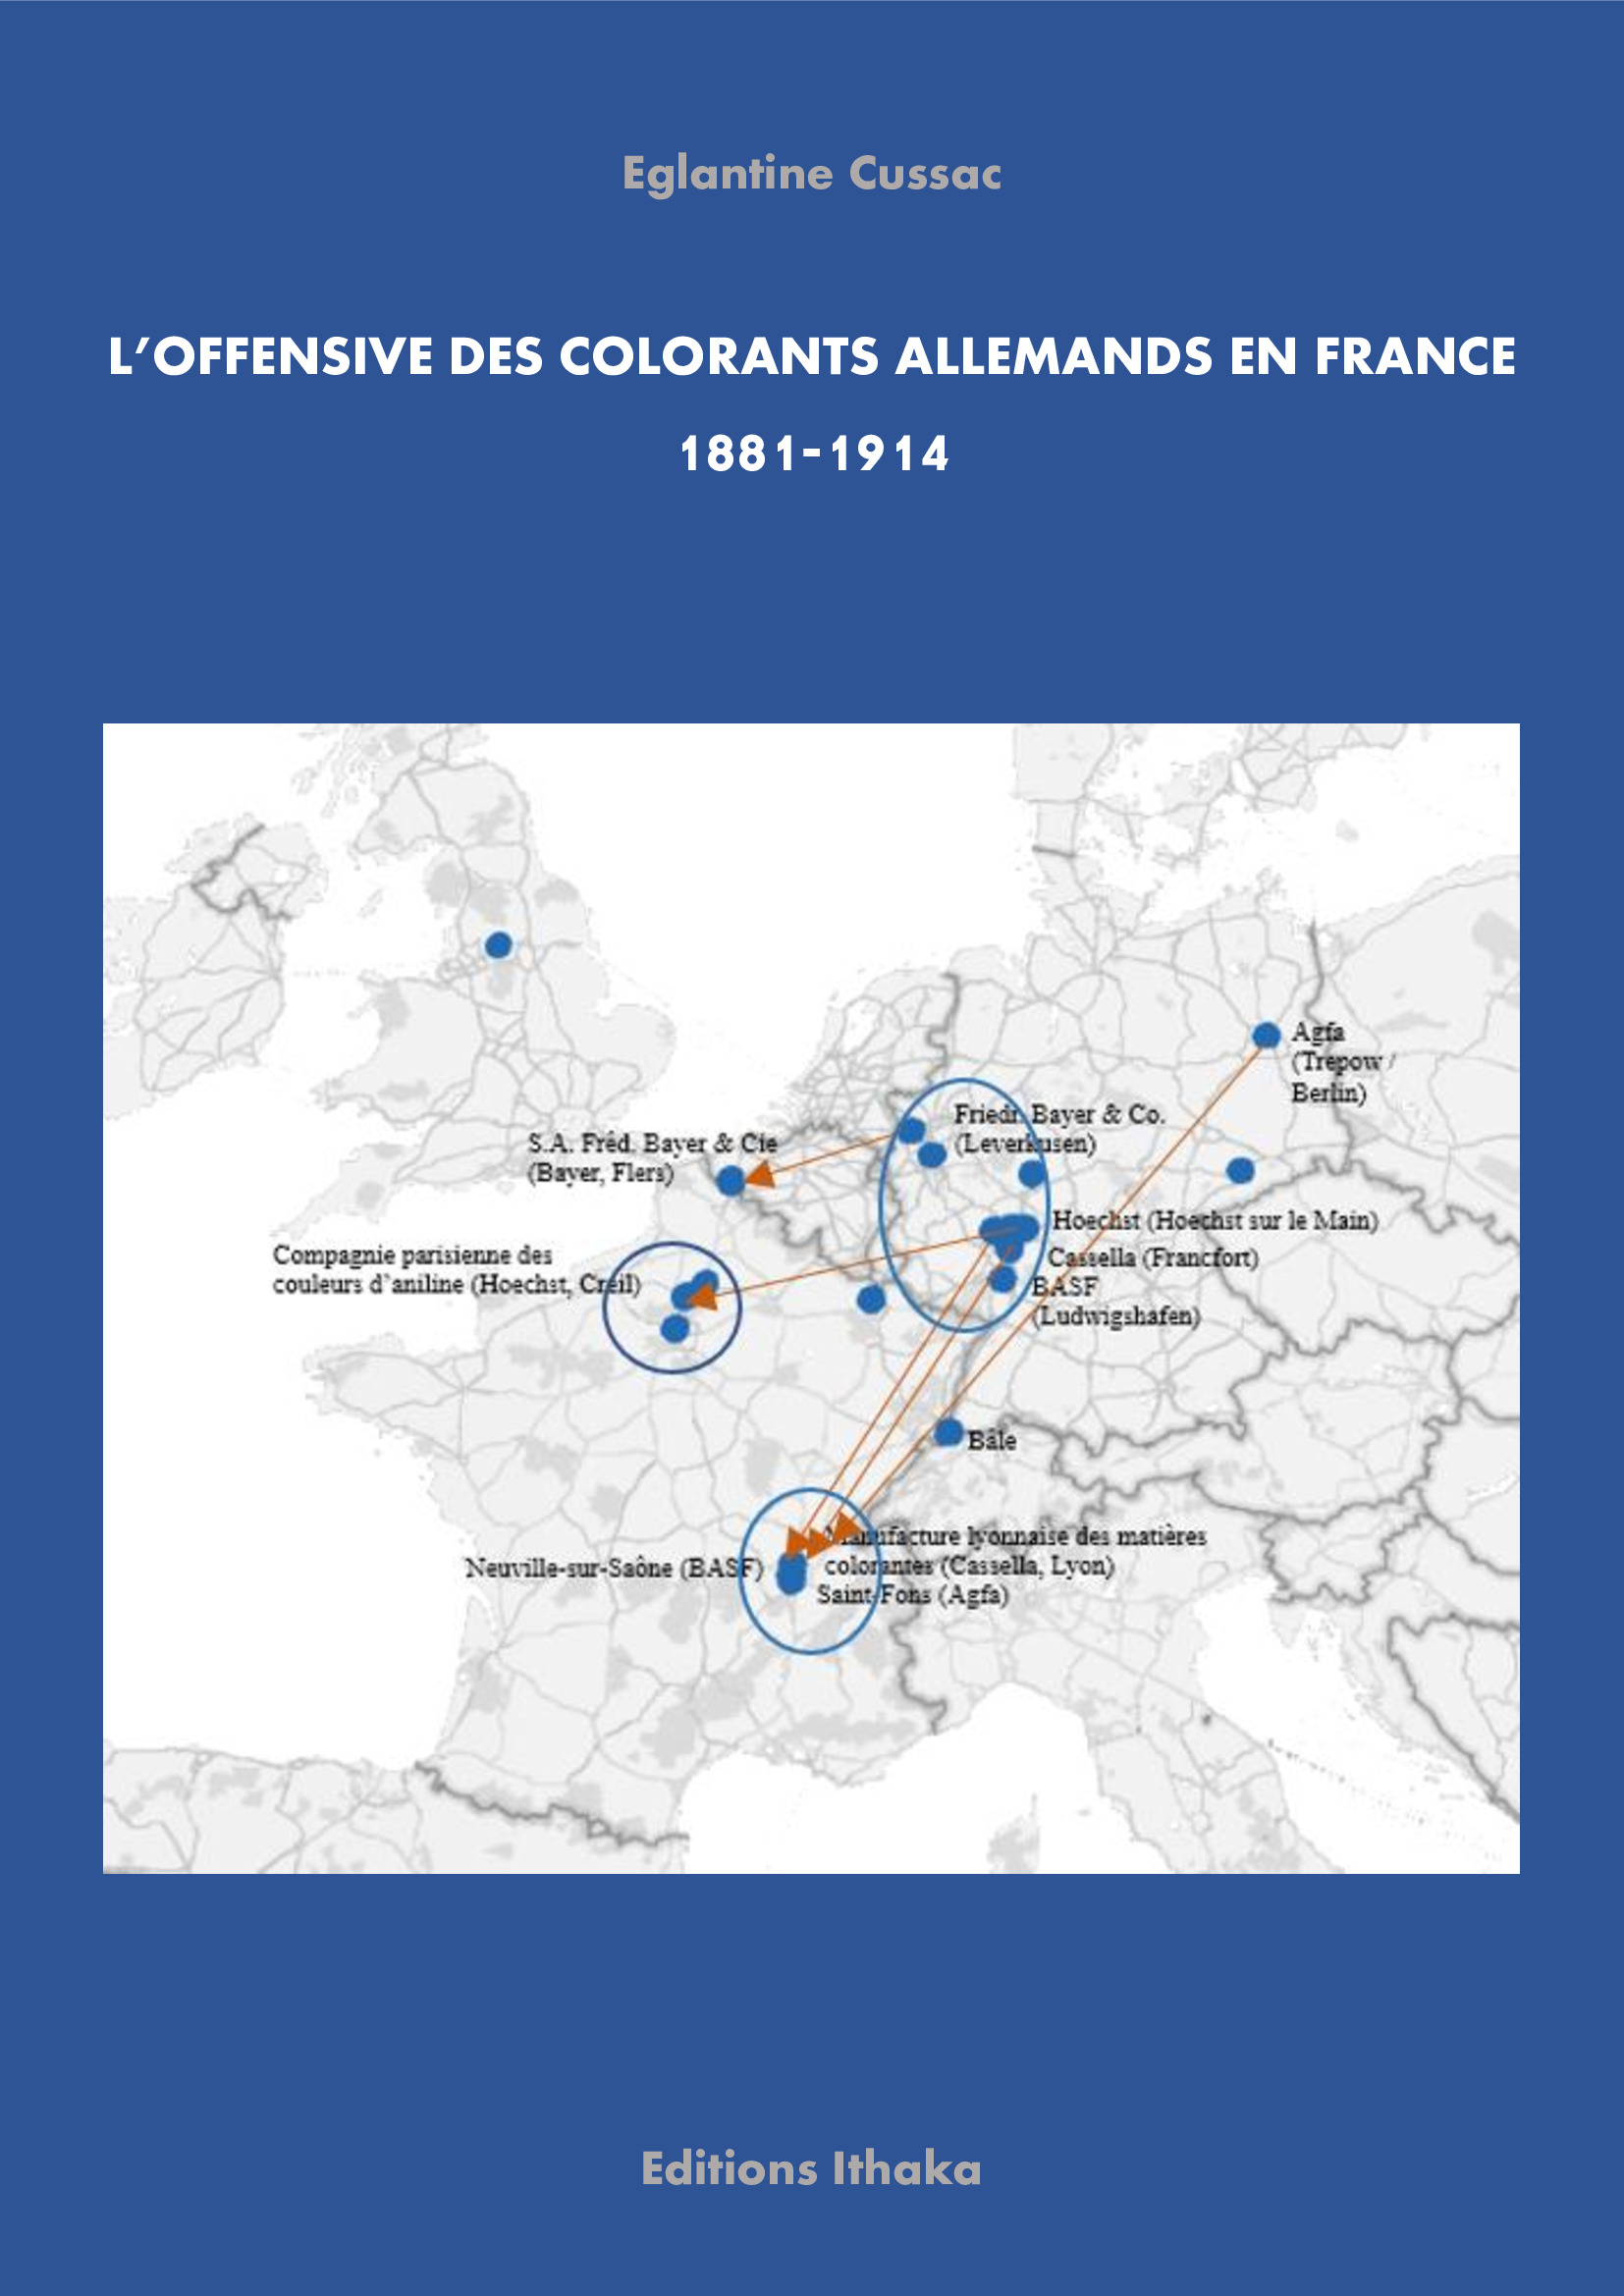 Eglantine Cussac
L’OFFENSIVE DES COLORANTS ALLEMANDS EN FRANCE
1881-1914
Agfa
(Trepow /
Berlin)
Friedr. Bayer & Co.
(Leverkusen)
S.A. Fréd. Bayer & Cie
(Bayer, Flers)
Hoechst (Hoechst sur le Main)
Cassella (Francfort)
BASF
(Ludwigshafen)
Compagnie parisienne des
couleurs d’aniline (Hoechst, Creil)
Bâle
Manufacture lyonnaise des matières
colorantes (Cassella, Lyon)
Saint-Fons (Agfa)
Neuville-sur-Saône (BASF)
Editions Ithaka